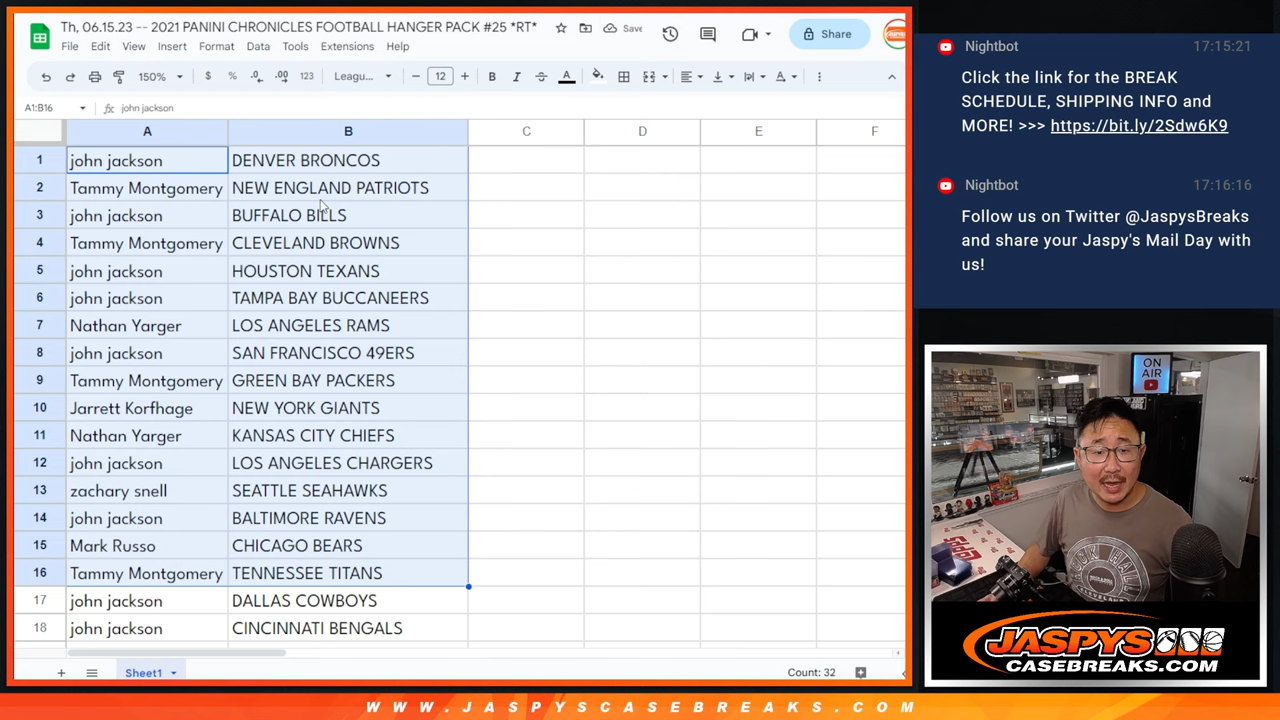 Th, 06.15.23 -- 2021 PANINI CHRONICLES FOOTBALL HANGER PACK #25 *RT*
Save
File Edit View Insert Format Data Tools Extensions Help
Share
150% $ % .0 .00 123 Leagu... 12 B I A
A1:B16 fx john jackson
A B C D E F
1 john jackson DENVER BRONCOS
2 Tammy Montgomery NEW ENGLAND PATRIOTS
3 john jackson BUFFALO BILLS
4 Tammy Montgomery CLEVELAND BROWNS
5 john jackson HOUSTON TEXANS
6 john jackson TAMPA BAY BUCCANEERS
7 Nathan Yarger LOS ANGELES RAMS
8 john jackson SAN FRANCISCO 49ERS
9 Tammy Montgomery GREEN BAY PACKERS
10 Jarrett Korfhage NEW YORK GIANTS
11 Nathan Yarger KANSAS CITY CHIEFS
12 john jackson LOS ANGELES CHARGERS
13 zachary snell SEATTLE SEAHAWKS
14 john jackson BALTIMORE RAVENS
15 Mark Russo CHICAGO BEARS
16 Tammy Montgomery TENNESSEE TITANS
17 john jackson DALLAS COWBOYS
18 john jackson CINCINNATI BENGALS
Sheet1
Count: 32
Nightbot 17:15:21
Click the link for the BREAK
SCHEDULE, SHIPPING INFO and
MORE! >>> https://bit.ly/2Sdw6K9
Nightbot 17:16:16
Follow us on Twitter @JaspysBreaks
and share your Jaspy's Mail Day with
us!
ON
AIR
JASPYS
CASEBREAKS.COM
WWW.JASPYSCASEBREAKS.COM